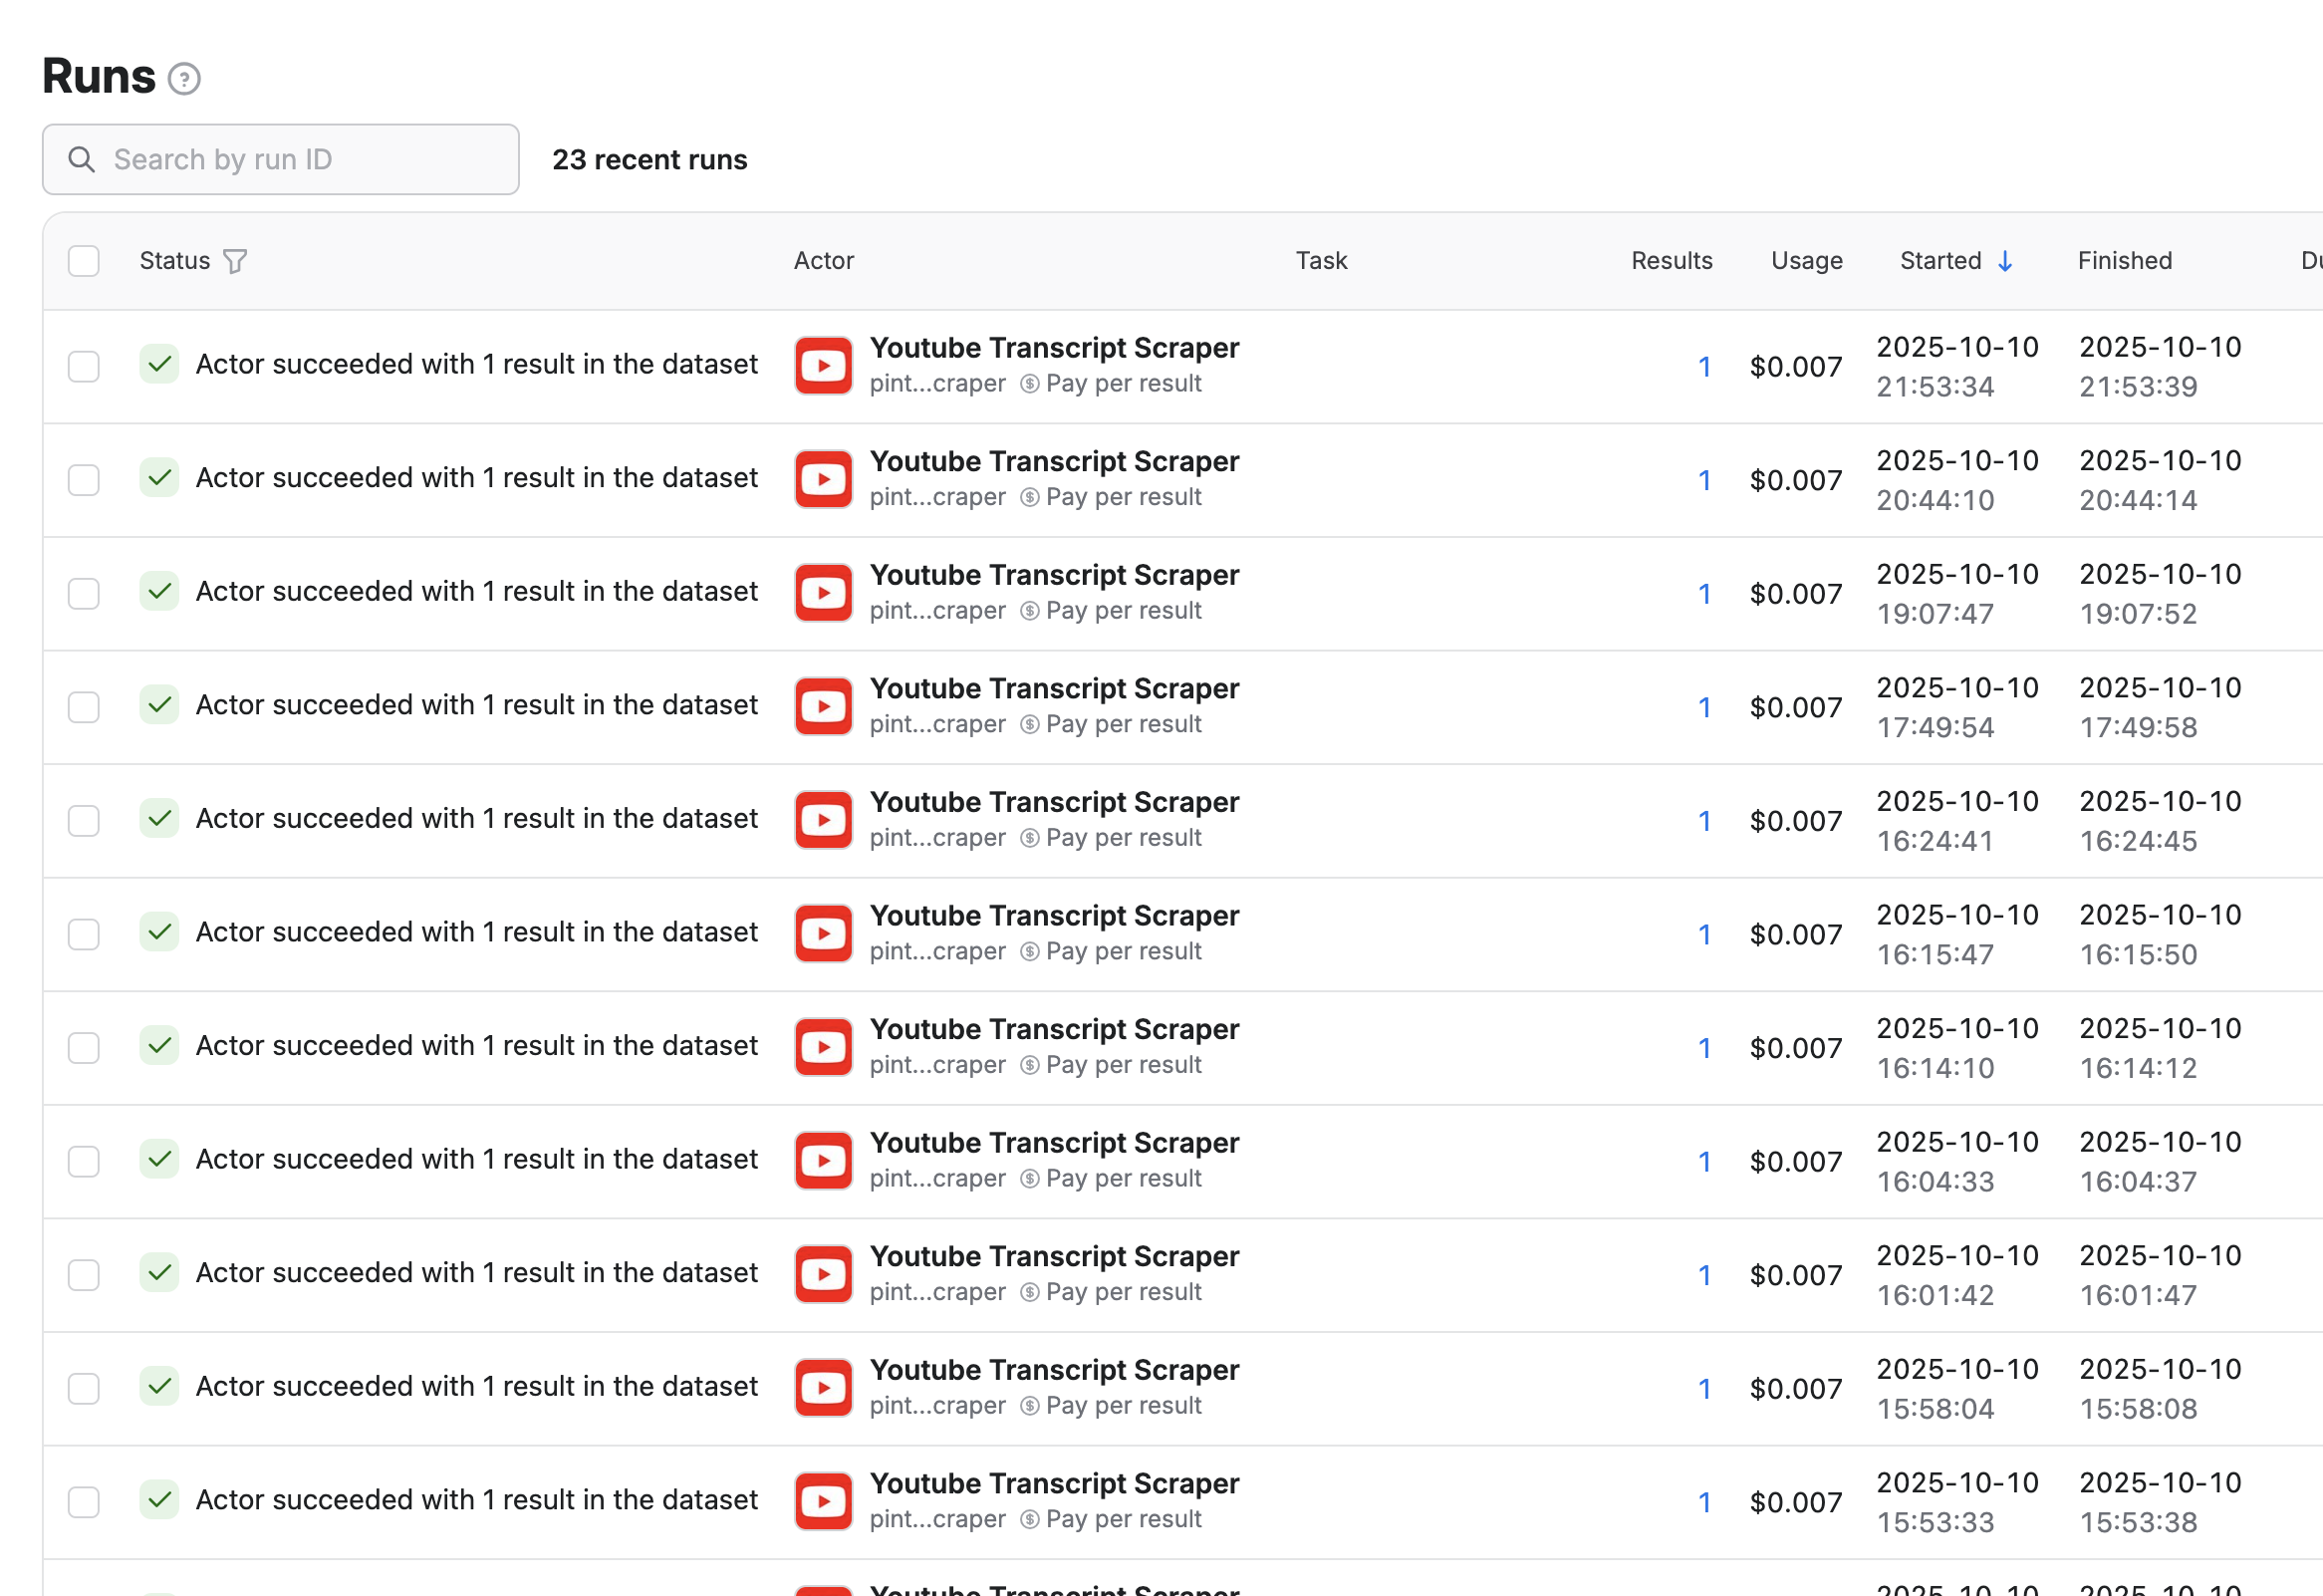 Runs
Search by run ID
23 recent runs
Status Actor Task Results Usage Started Finished
Actor succeeded with 1 result in the dataset Youtube Transcript Scraper 1 $0.007 2025-10-10 2025-10-10
pint...craper Pay per result 21:53:34 21:53:39
Actor succeeded with 1 result in the dataset Youtube Transcript Scraper 1 $0.007 2025-10-10 2025-10-10
pint...craper Pay per result 20:44:10 20:44:14
Actor succeeded with 1 result in the dataset Youtube Transcript Scraper 1 $0.007 2025-10-10 2025-10-10
pint...craper Pay per result 19:07:47 19:07:52
Actor succeeded with 1 result in the dataset Youtube Transcript Scraper 1 $0.007 2025-10-10 2025-10-10
pint...craper Pay per result 17:49:54 17:49:58
Actor succeeded with 1 result in the dataset Youtube Transcript Scraper 1 $0.007 2025-10-10 2025-10-10
pint...craper Pay per result 16:24:41 16:24:45
Actor succeeded with 1 result in the dataset Youtube Transcript Scraper 1 $0.007 2025-10-10 2025-10-10
pint...craper Pay per result 16:15:47 16:15:50
Actor succeeded with 1 result in the dataset Youtube Transcript Scraper 1 $0.007 2025-10-10 2025-10-10
pint...craper Pay per result 16:14:10 16:14:12
Actor succeeded with 1 result in the dataset Youtube Transcript Scraper 1 $0.007 2025-10-10 2025-10-10
pint...craper Pay per result 16:04:33 16:04:37
Actor succeeded with 1 result in the dataset Youtube Transcript Scraper 1 $0.007 2025-10-10 2025-10-10
pint...craper Pay per result 16:01:42 16:01:47
Actor succeeded with 1 result in the dataset Youtube Transcript Scraper 1 $0.007 2025-10-10 2025-10-10
pint...craper Pay per result 15:58:04 15:58:08
Actor succeeded with 1 result in the dataset Youtube Transcript Scraper 1 $0.007 2025-10-10 2025-10-10
pint...craper Pay per result 15:53:33 15:53:38
Youtube Transcript Scraper 2025-10-10 2025-10-10